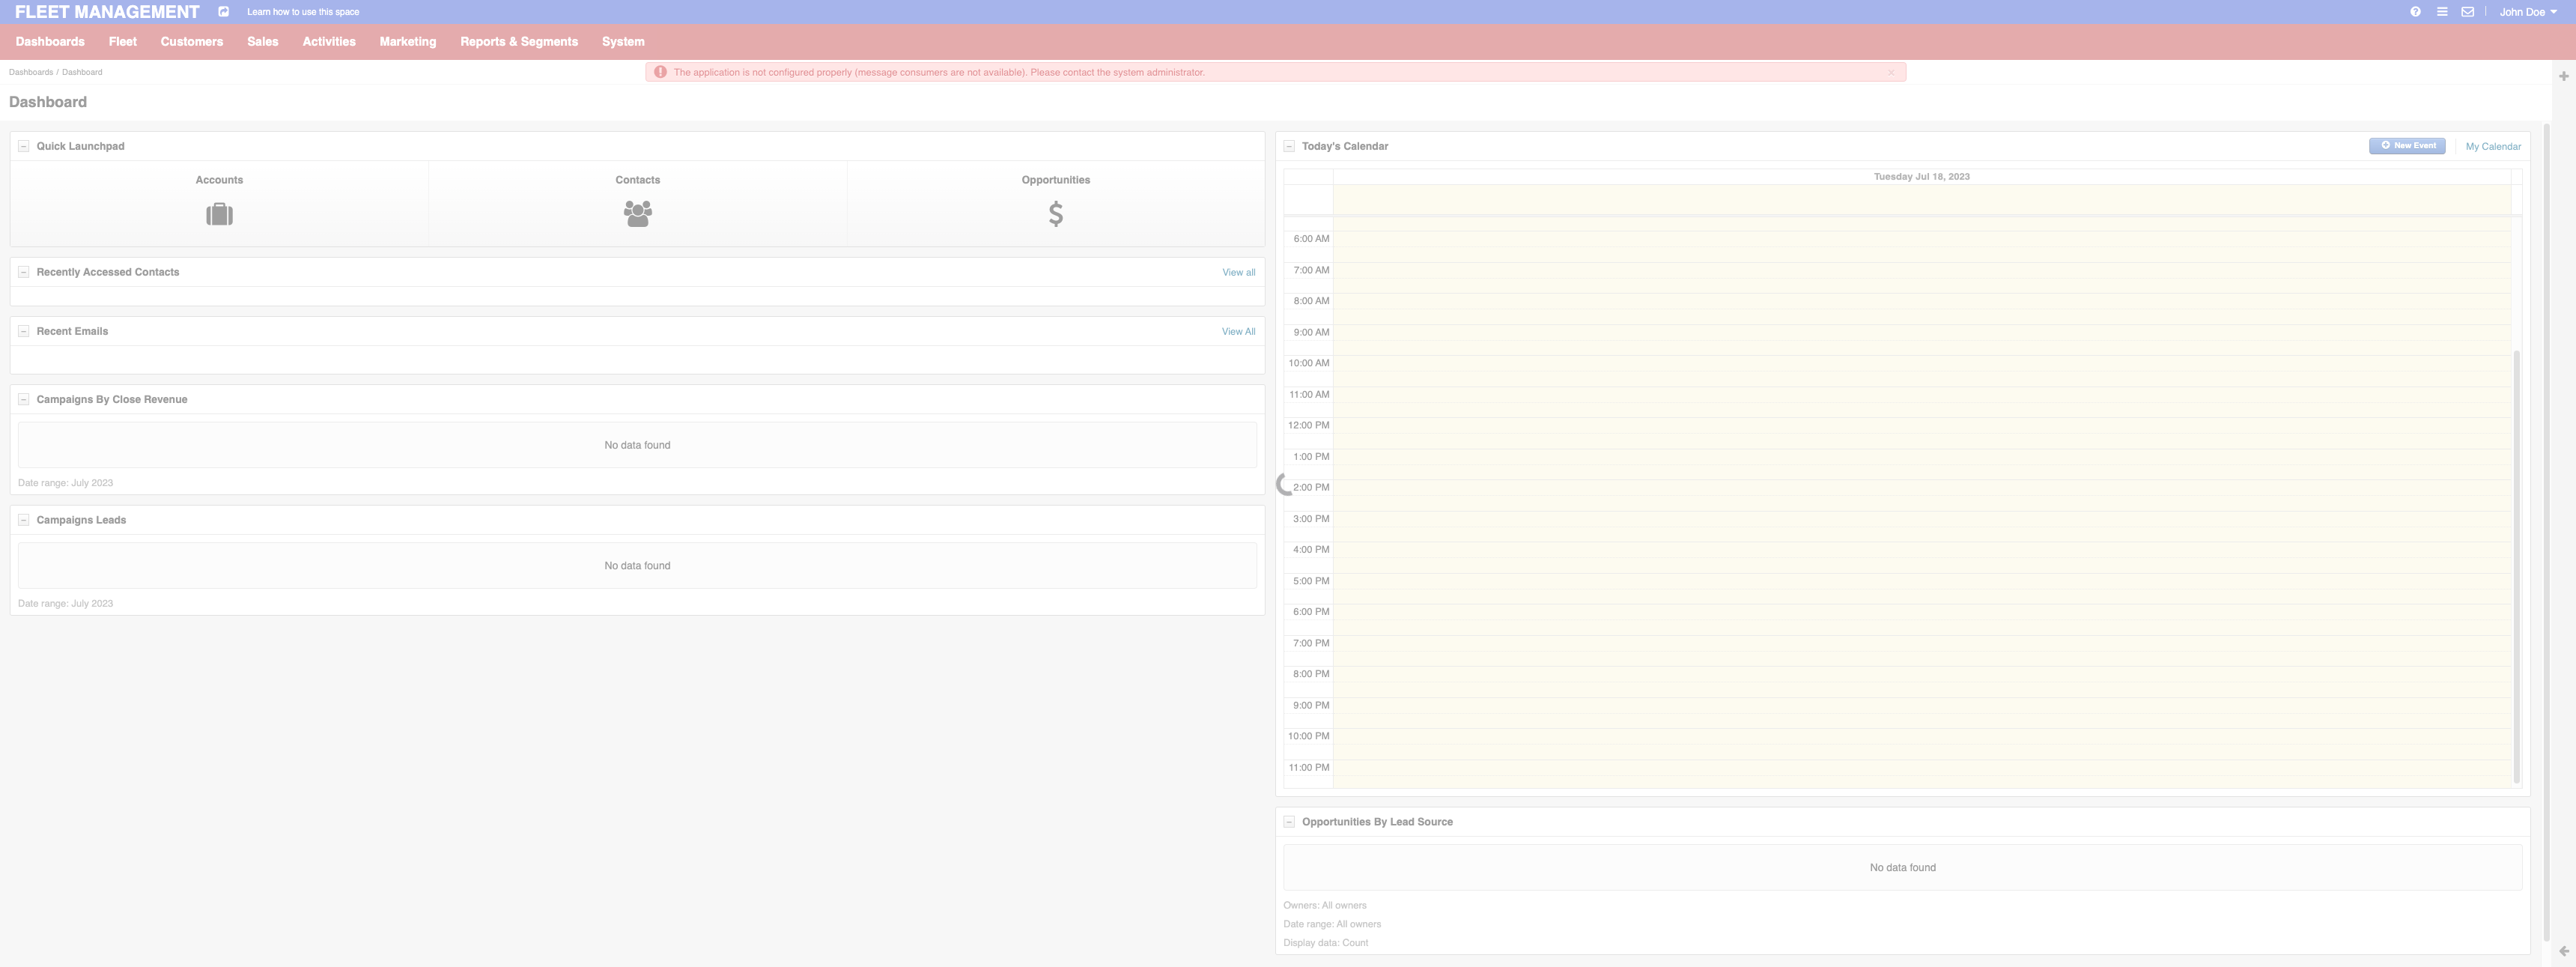 FLEET MANAGEMENT Learn how to use this space John Doe
Dashboards Fleet Customers Sales Activities Marketing Reports & Segments System
Dashboards / Dashboard
The application is not configured properly (message consumers are not available). Please contact the system administrator.
Dashboard
Quick Launchpad
Accounts Contacts Opportunities
Recently Accessed Contacts View all
Recent Emails View All
Campaigns By Close Revenue
No data found
Date range: July 2023
Campaigns Leads
No data found
Date range: July 2023
Today's Calendar New Event My Calendar
Tuesday Jul 18, 2023
6:00 AM
7:00 AM
8:00 AM
9:00 AM
10:00 AM
11:00 AM
12:00 PM
1:00 PM
2:00 PM
3:00 PM
4:00 PM
5:00 PM
6:00 PM
7:00 PM
8:00 PM
9:00 PM
10:00 PM
11:00 PM
Opportunities By Lead Source
No data found
Owners: All owners
Date range: All owners
Display data: Count